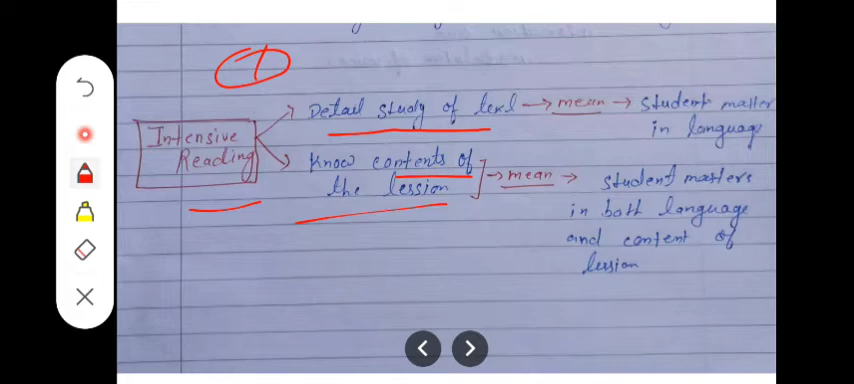 1
Detail study of text → mean → student master
in language
Intensive
Reading
Know contents of
the lession
→ mean → student masters
in both language
and content of
lession